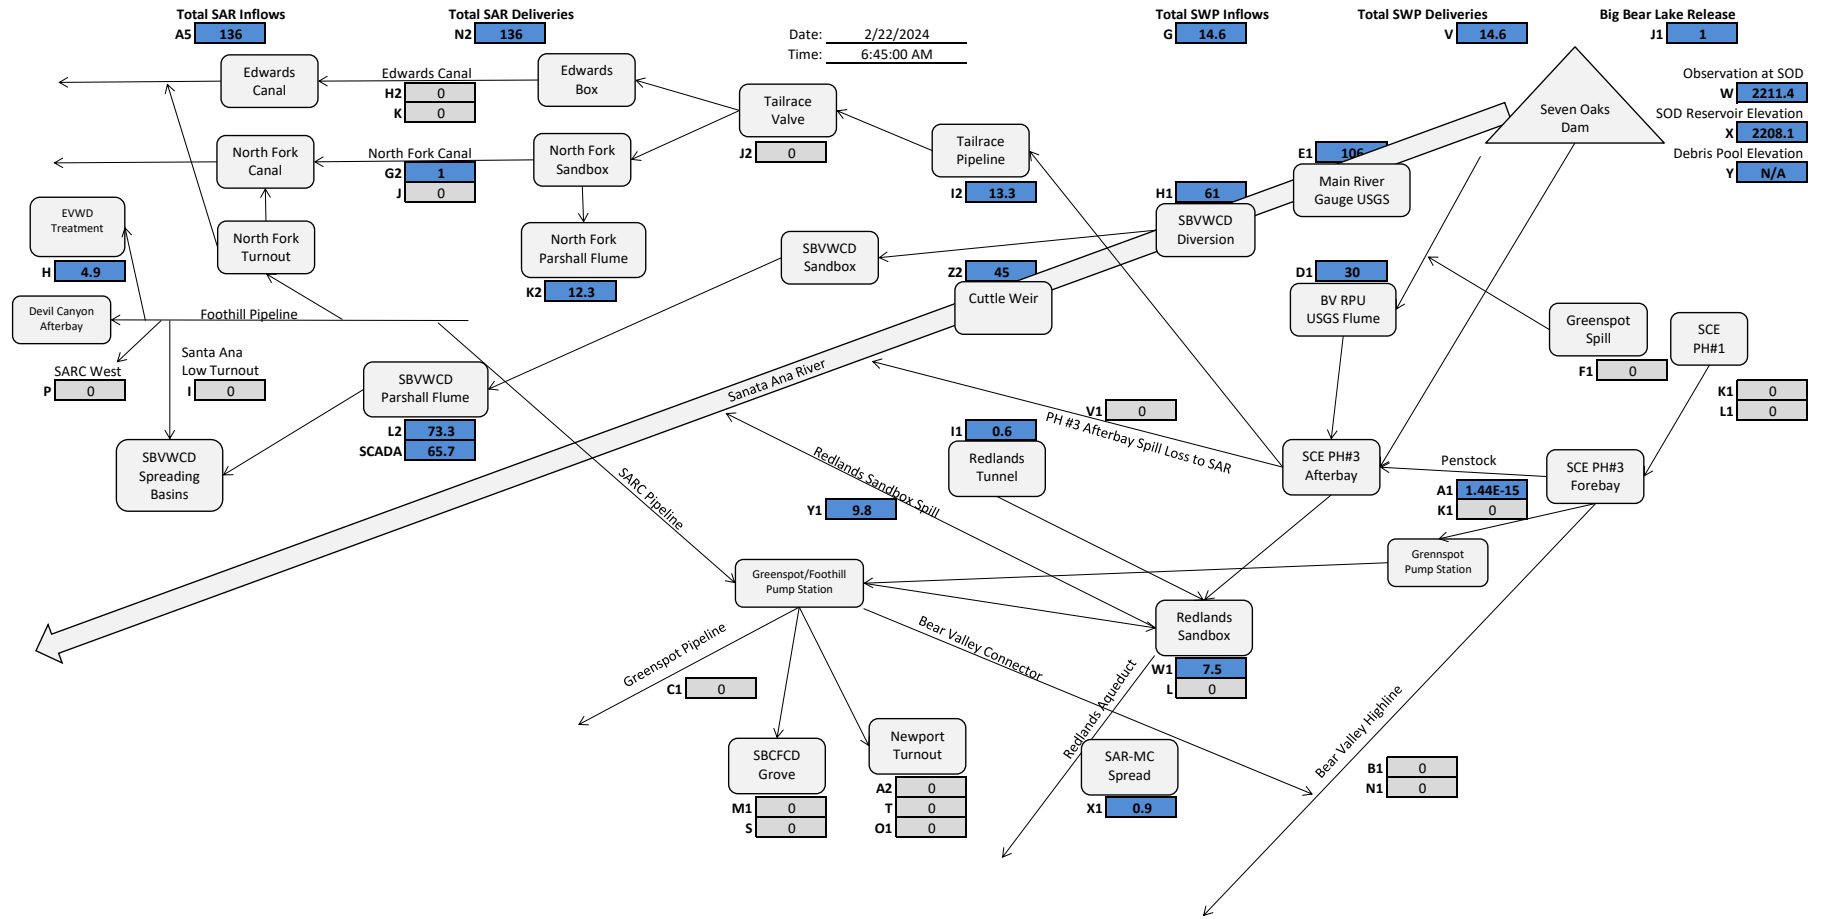 Total SAR Inflows
A5 136
Total SAR Deliveries
N2 136
Date: 2/22/2024
Time: 6:45:00 AM
Total SWP Inflows
G 14.6
Total SWP Deliveries
V 14.6
Big Bear Lake Release
J1 1
Observation at SOD
W 2211.4
SOD Reservoir Elevation
X 2208.1
Debris Pool Elevation
Y N/A
Seven Oaks
Dam
Edwards
Canal
Edwards Canal
H2 0
K 0
Edwards
Box
Tailrace
Valve
J2 0
Tailrace
Pipeline
I2 13.3
E1 106
Main River
Gauge USGS
H1 61
SBVWCD
Diversion
North Fork
Canal
North Fork Canal
G2 1
J 0
North Fork
Sandbox
EVWD
Treatment
H 4.9
North Fork
Turnout
North Fork
Parshall Flume
K2 12.3
SBVWCD
Sandbox
Z2 45
Cuttle Weir
D1 30
BV RPU
USGS Flume
Greenspot
Spill
F1 0
SCE
PH#1
K1 0
L1 0
Devil Canyon
Afterbay
Foothill Pipeline
SARC West
P 0
Santa Ana
Low Turnout
I 0
SBVWCD
Parshall Flume
L2 73.3
SCADA 65.7
Sanata Ana River
V1 0
PH #3 Afterbay Spill Loss to SAR
I1 0.6
Redlands
Tunnel
SCE PH#3
Afterbay
Penstock
A1 1.44E-15
K1 0
SCE PH#3
Forebay
SBVWCD
Spreading
Basins
SARC Pipeline
Redlands Sandbox Spill
Y1 9.8
Grennspot
Pump Station
Greenspot/Foothill
Pump Station
Redlands
Sandbox
W1 7.5
L 0
Greenspot Pipeline
C1 0
Bear Valley Connector
Redlands Aqueduct
Bear Valley Highline
SBCFCD
Grove
M1 0
S 0
Newport
Turnout
A2 0
T 0
O1 0
SAR-MC
Spread
X1 0.9
B1 0
N1 0